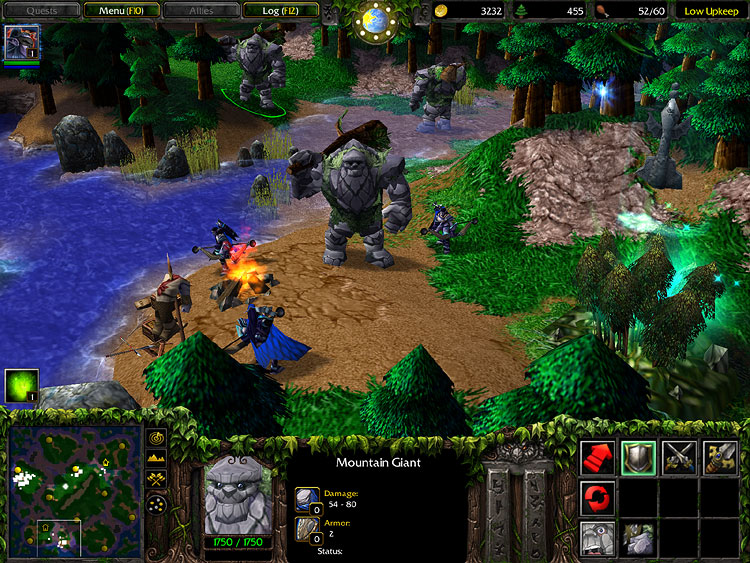 Quests Menu (F10) Allies Log (F12) 3232 455 52/60 Low Upkeep
1
1
Mountain Giant
Damage:
54 - 80
0
Armor:
2
0
Status:
1750 / 1750